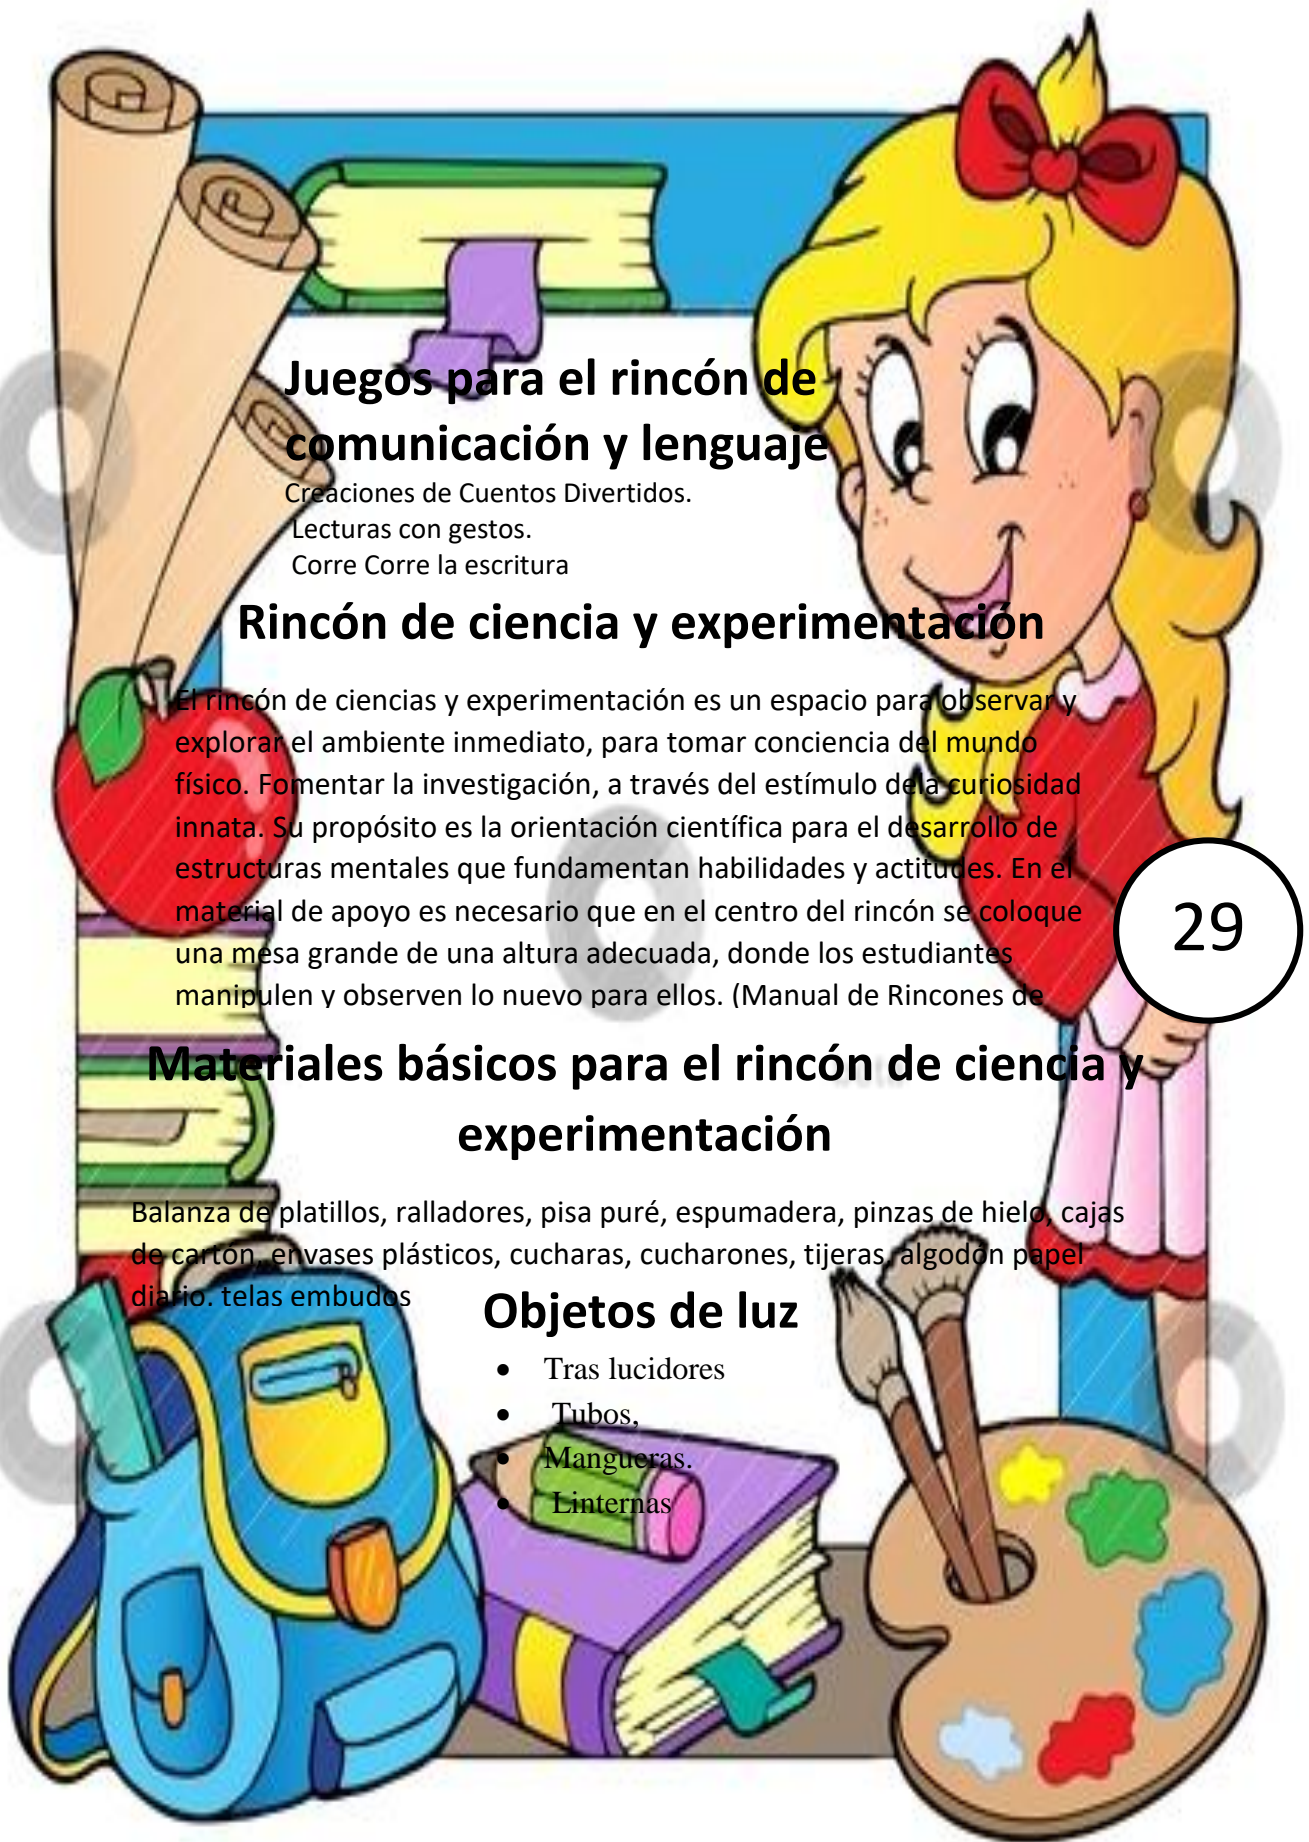 Juegos para el rincón de
comunicación y lenguaje
Creaciones de Cuentos Divertidos.
Lecturas con gestos.
Corre Corre la escritura
Rincón de ciencia y experimentación
El rincón de ciencias y experimentación es un espacio para observar y
explorar el ambiente inmediato, para tomar conciencia del mundo
físico. Fomentar la investigación, a través del estímulo dela curiosidad
innata. Su propósito es la orientación científica para el desarrollo de
estructuras mentales que fundamentan habilidades y actitudes. En el
material de apoyo es necesario que en el centro del rincón se coloque
una mesa grande de una altura adecuada, donde los estudiantes
manipulen y observen lo nuevo para ellos. (Manual de Rincones de
29
Materiales básicos para el rincón de ciencia y
experimentación
Balanza de platillos, ralladores, pisa puré, espumadera, pinzas de hielo, cajas
de cartón, envases plásticos, cucharas, cucharones, tijeras, algodón papel
diario. telas embudos
Objetos de luz
• Tras lucidores
• Tubos,
• Mangueras.
• Linternas